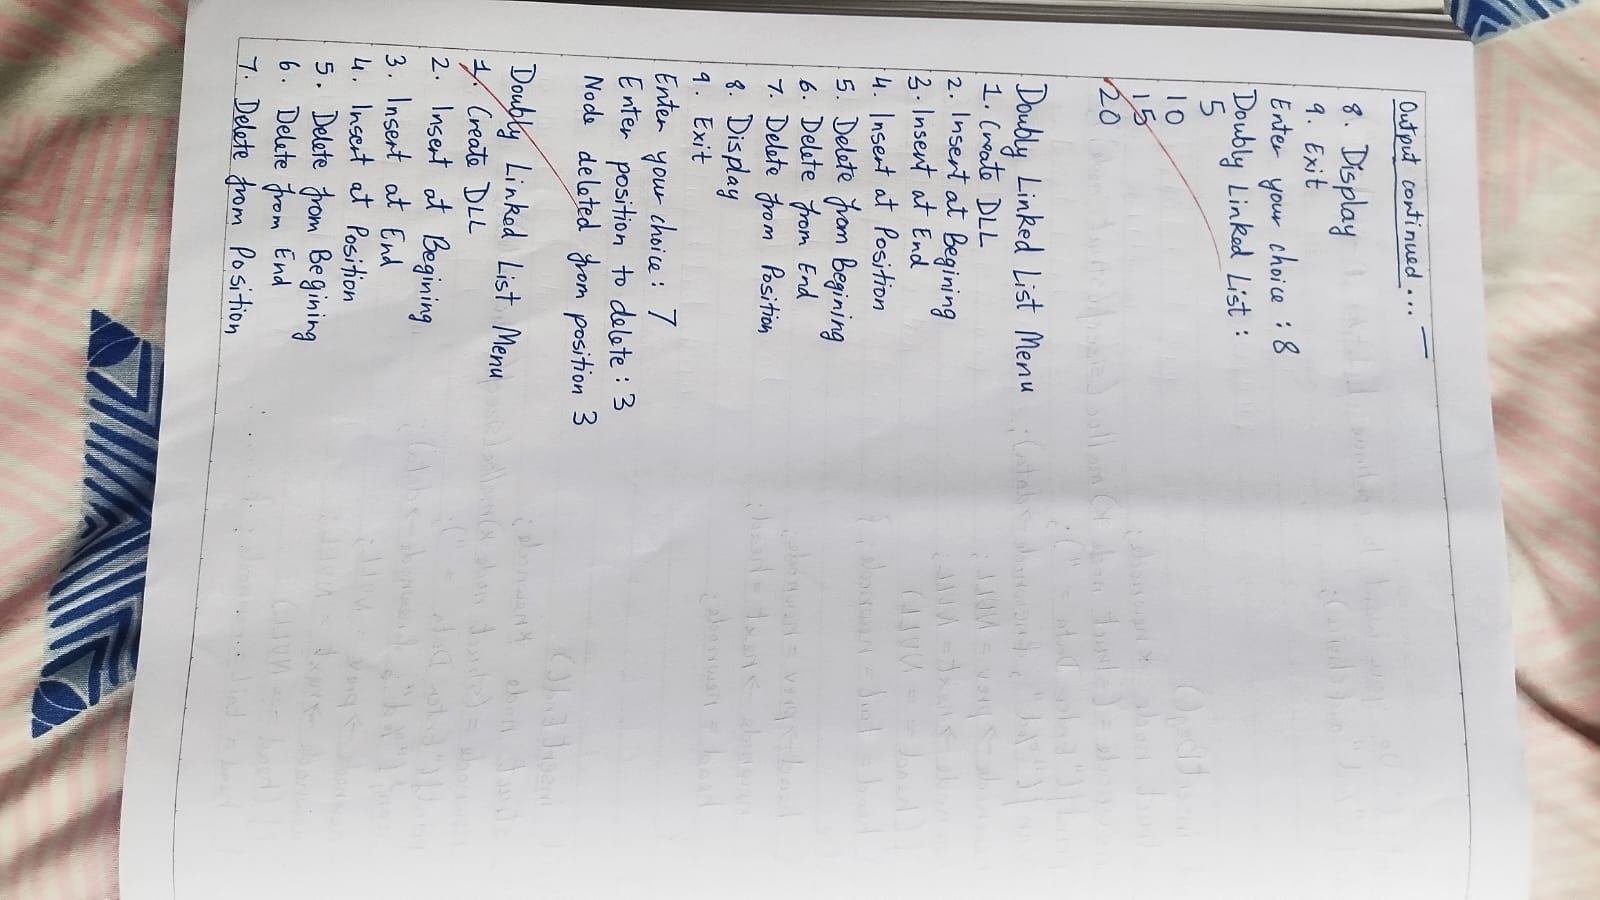 Output continued...
8. Display
9. Exit
Enter your choice : 8
Doubly Linked List :
5
10
15
20
Doubly Linked List Menu
1. Create DLL
2. Insert at Begining
3. Insert at End
4. Insert at Position
5. Delete from Begining
6. Delete from End
7. Delete from Position
8. Display
9. Exit
Enter your choice : 7
Enter position to delete : 3
Node deleted from position 3
Doubly Linked List Menu
1. Create DLL
2. Insert at Begining
3. Insert at End
4. Insert at Position
5. Delete from Begining
6. Delete from End
7. Delete from Position